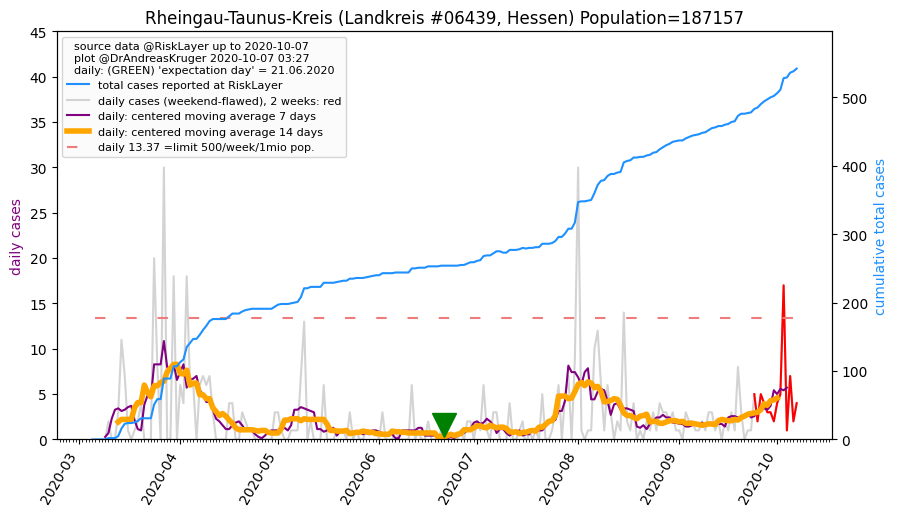 Rheingau-Taunus-Kreis (Landkreis #06439, Hessen) Population=187157
source data @RiskLayer up to 2020-10-07
plot @DrAndreasKruger 2020-10-07 03:27
daily: (GREEN) 'expectation day' = 21.06.2020
total cases reported at RiskLayer
daily cases (weekend-flawed), 2 weeks: red
daily: centered moving average 7 days
daily: centered moving average 14 days
daily 13.37 =limit 500/week/1mio pop.
daily cases
45
40
35
30
25
20
15
10
5
0
cumulative total cases
500
400
300
200
100
0
2020-03
2020-04
2020-05
2020-06
2020-07
2020-08
2020-09
2020-10